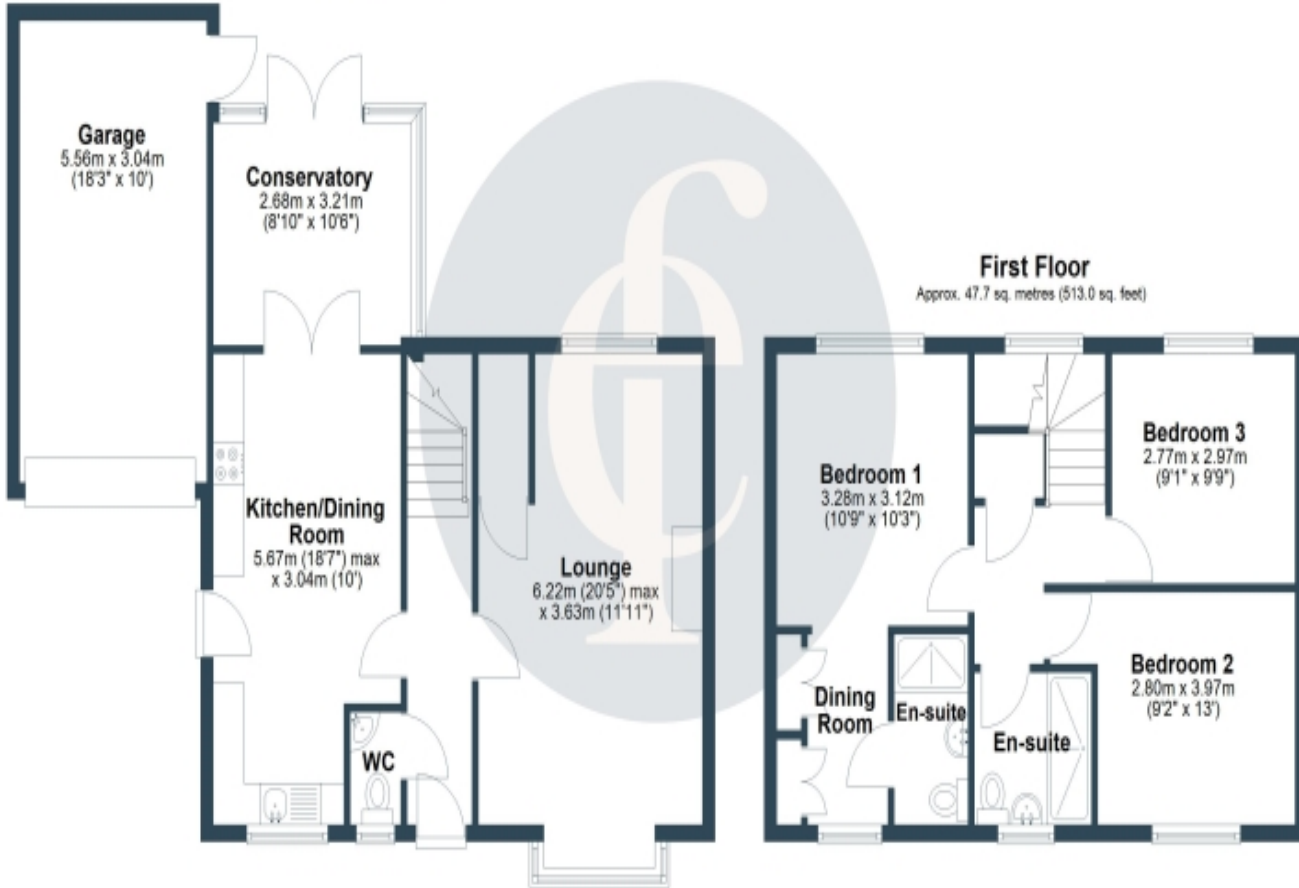 Garage
5.56m x 3.04m
(18'3" x 10')
Conservatory
2.68m x 3.21m
(8'10" x 10'6")
Kitchen/Dining
Room
5.67m (18'7") max
x 3.04m (10')
Lounge
6.22m (20'5") max
x 3.63m (11'11")
WC
First Floor
Approx. 47.7 sq. metres (513.0 sq. feet)
Bedroom 1
3.28m x 3.12m
(10'9" x 10'3")
Bedroom 3
2.77m x 2.97m
(9'1" x 9'9")
Bedroom 2
2.80m x 3.97m
(9'2" x 13')
Dining
Room
En-suite
En-suite